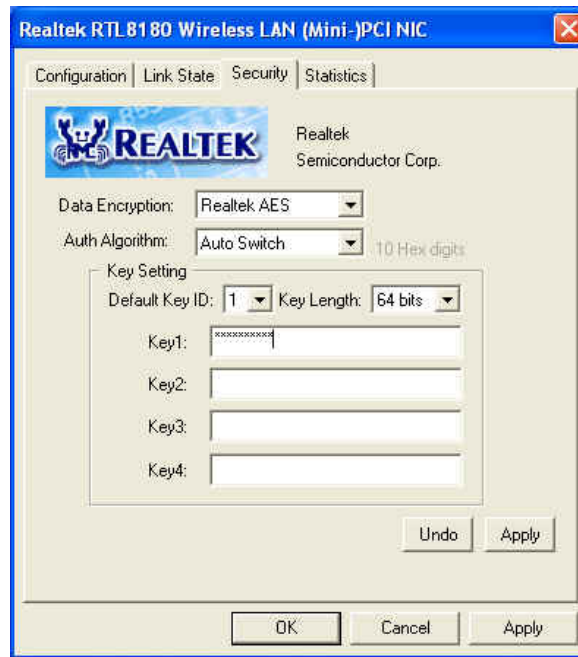 Realtek RTL8180 Wireless LAN (Mini-)PCI NIC
Configuration Link State Security Statistics
REALTEK
Realtek
Semiconductor Corp.
Data Encryption: Realtek AES
Auth Algorithm: Auto Switch 10 Hex digits
Key Setting
Default Key ID: 1 Key Length: 64 bits
Key1: **********
Key2:
Key3:
Key4:
Undo Apply
OK Cancel Apply